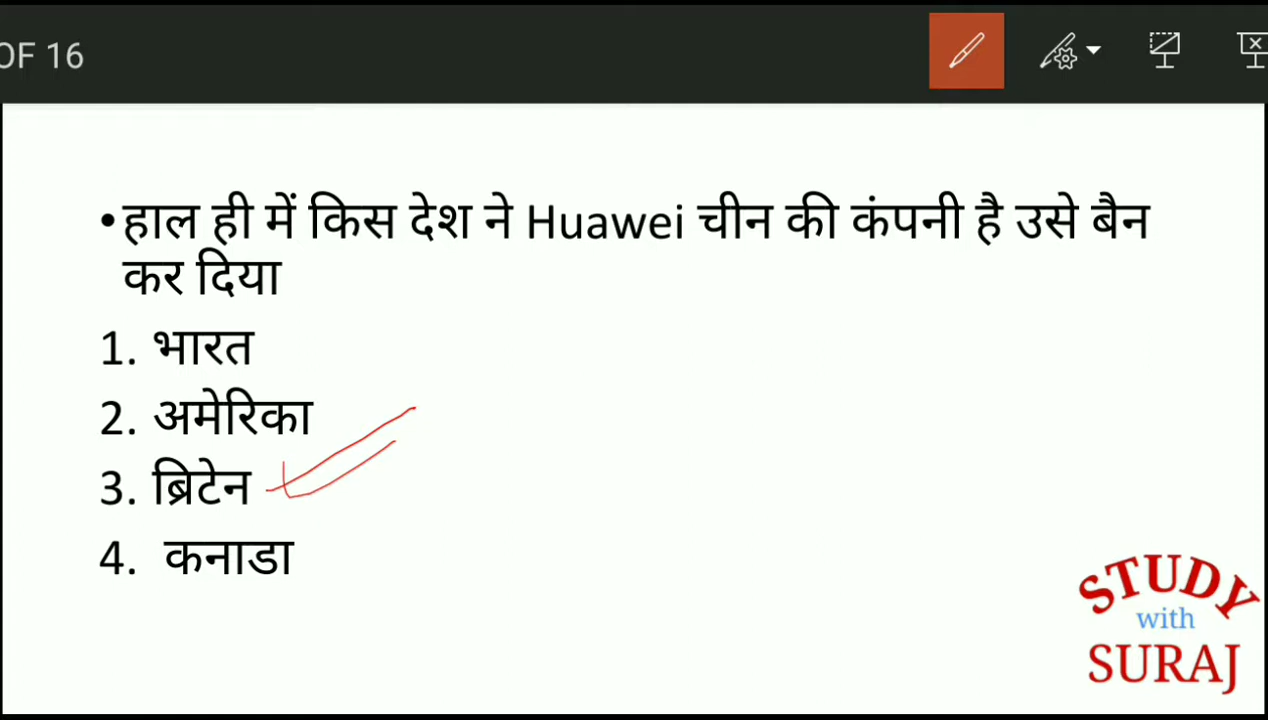 OF 16
•हाल ही में किस देश ने Huawei चीन की कंपनी है उसे बैन
कर दिया
1. भारत
2. अमेरिका
3. ब्रिटेन
4. कनाडा
STUDY
with
SURAJ